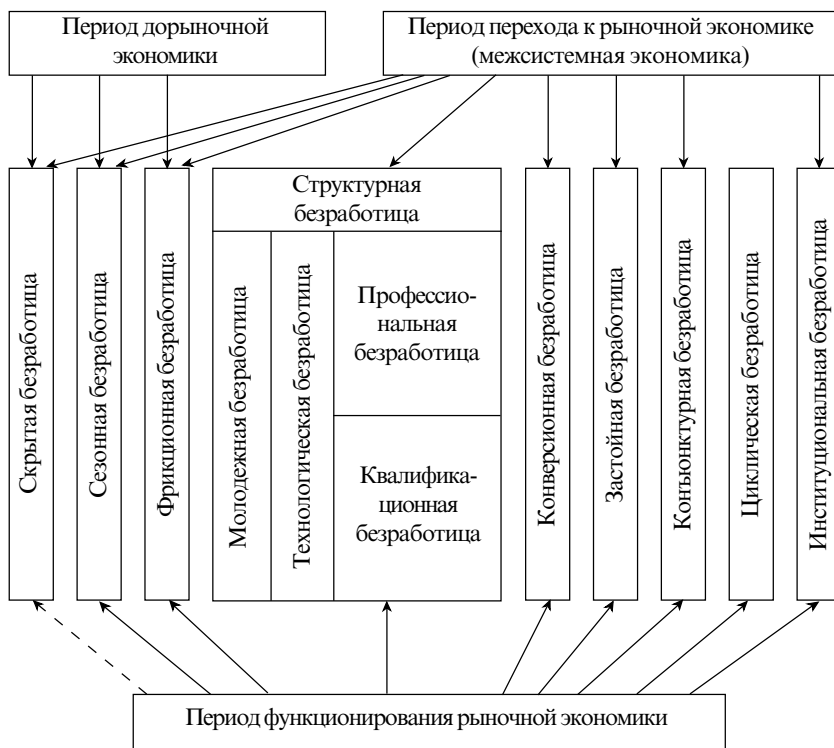 Период дорыночной
экономики
Период перехода к рыночной экономике
(межсистемная экономика)
Скрытая безработица
Сезонная безработица
Фрикционная безработица
Структурная
безработица
Молодежная безработица
Технологическая безработица
Профессио-
нальная
безработица
Квалифика-
ционная
безработица
Конверсионная безработица
Застойная безработица
Конъюнктурная безработица
Циклическая безработица
Институциональная безработица
Период функционирования рыночной экономики